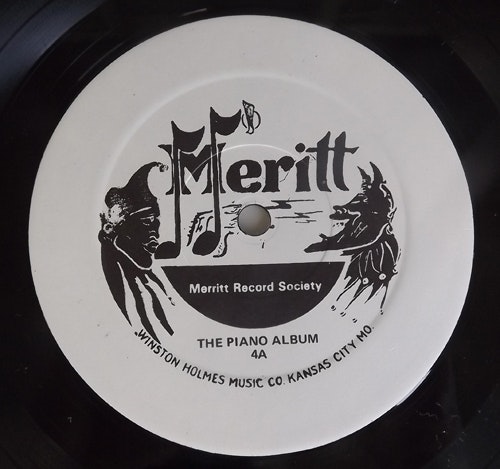 Meritt
Merritt Record Society
THE PIANO ALBUM
4A
WINSTON HOLMES MUSIC CO. KANSAS CITY MO.